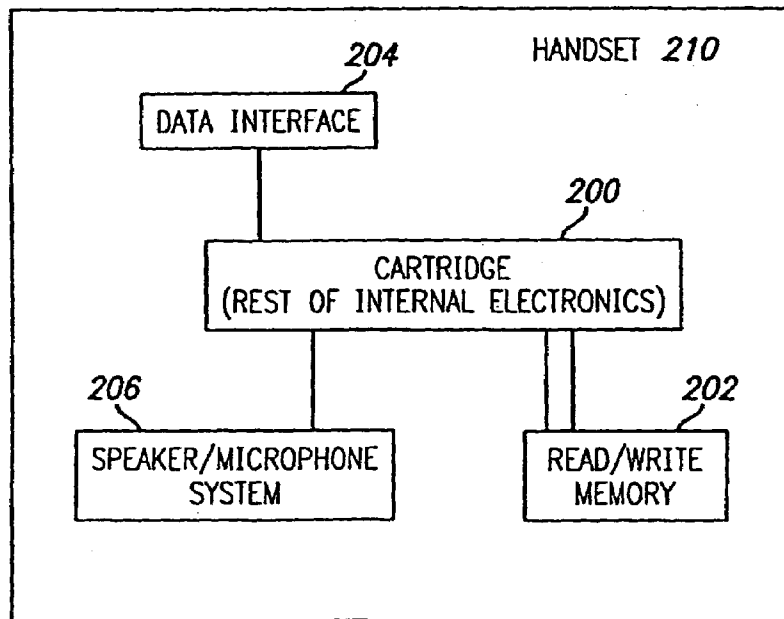 HANDSET 210
204
DATA INTERFACE
200
CARTRIDGE
(REST OF INTERNAL ELECTRONICS)
206
SPEAKER/MICROPHONE
SYSTEM
202
READ/WRITE
MEMORY